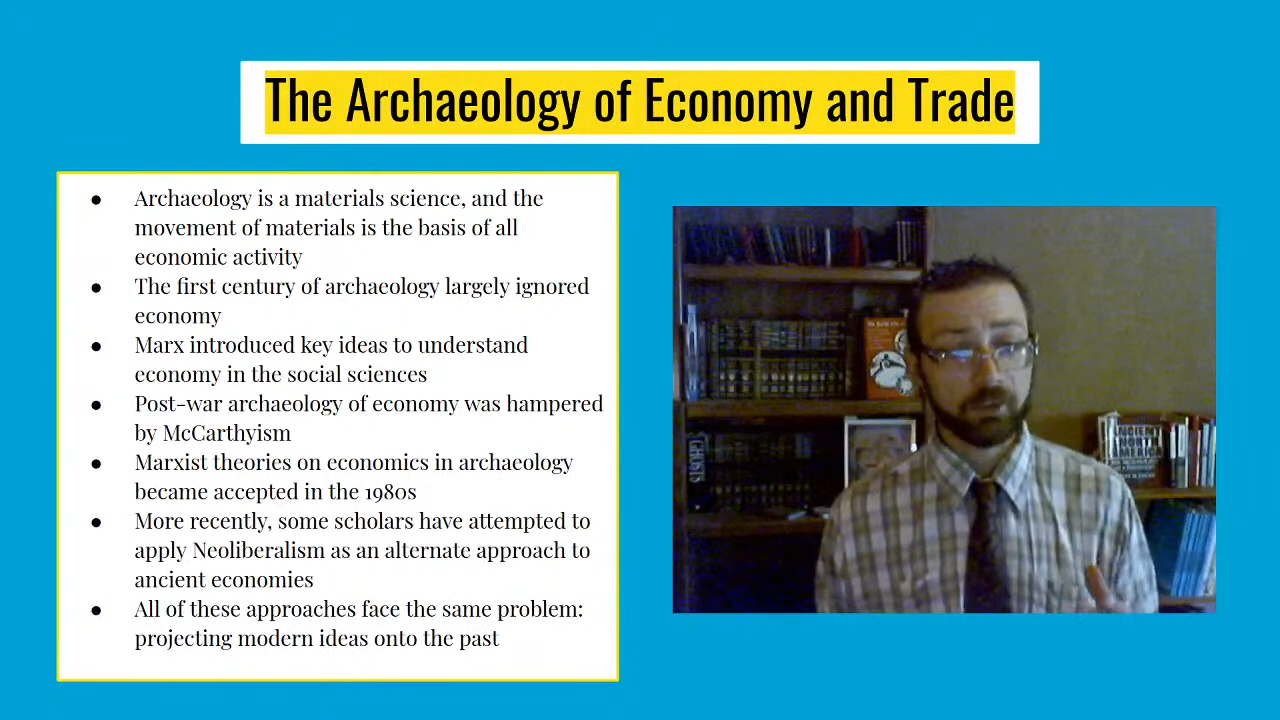 The Archaeology of Economy and Trade
● Archaeology is a materials science, and the
movement of materials is the basis of all
economic activity
● The first century of archaeology largely ignored
economy
● Marx introduced key ideas to understand
economy in the social sciences
● Post-war archaeology of economy was hampered
by McCarthyism
● Marxist theories on economics in archaeology
became accepted in the 1980s
● More recently, some scholars have attempted to
apply Neoliberalism as an alternate approach to
ancient economies
● All of these approaches face the same problem:
projecting modern ideas onto the past
GHOSTS
ANCIENT
NORTH
AMERICA